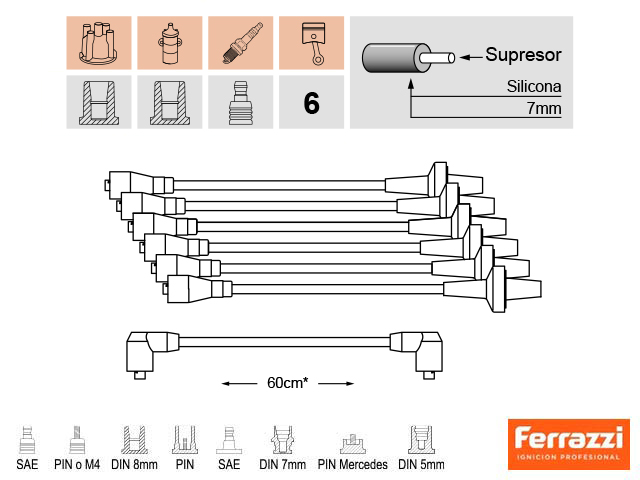 Supresor
Silicona
7mm
6
60cm*
SAE PIN o M4 DIN 8mm PIN SAE DIN 7mm PIN Mercedes DIN 5mm
Ferrazzi
IGNICION PROFESIONAL